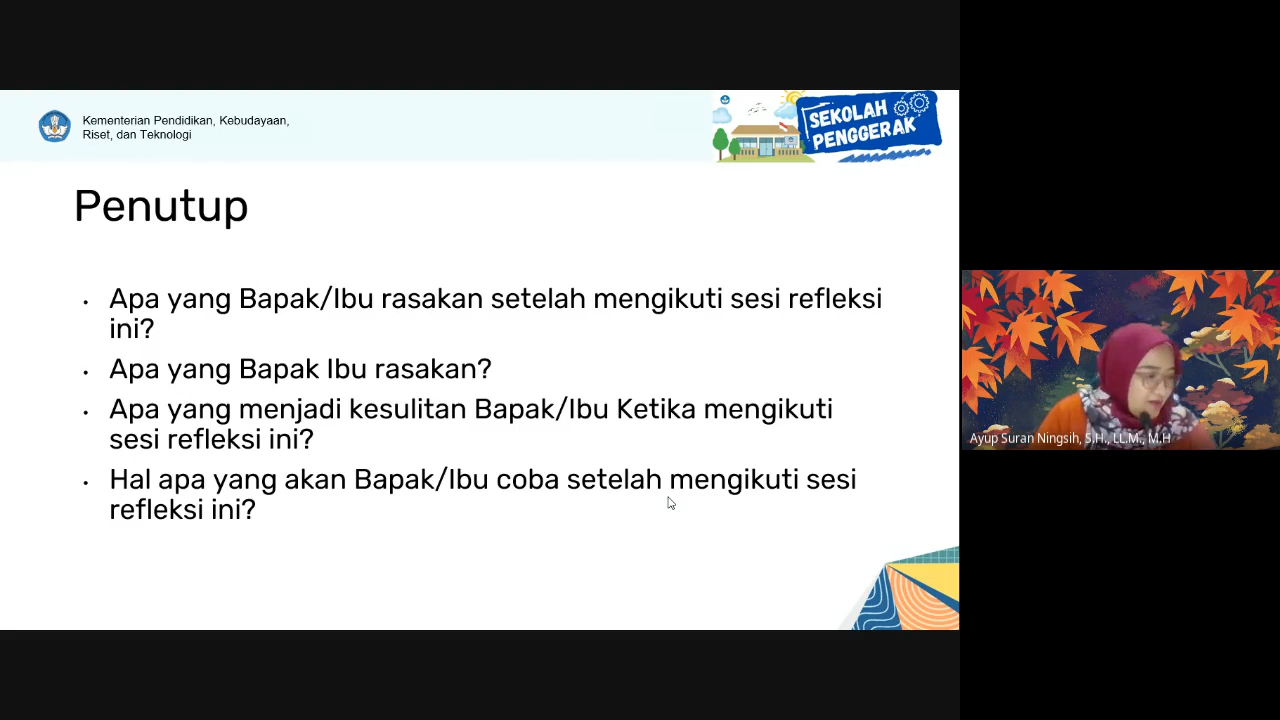 Kementerian Pendidikan, Kebudayaan,
Riset, dan Teknologi
SEKOLAH
PENGGERAK
Penutup
• Apa yang Bapak/Ibu rasakan setelah mengikuti sesi refleksi
ini?
• Apa yang Bapak Ibu rasakan?
• Apa yang menjadi kesulitan Bapak/Ibu Ketika mengikuti
sesi refleksi ini?
• Hal apa yang akan Bapak/Ibu coba setelah mengikuti sesi
refleksi ini?
Ayup Suran Ningsih, S.H., LL.M., M.H